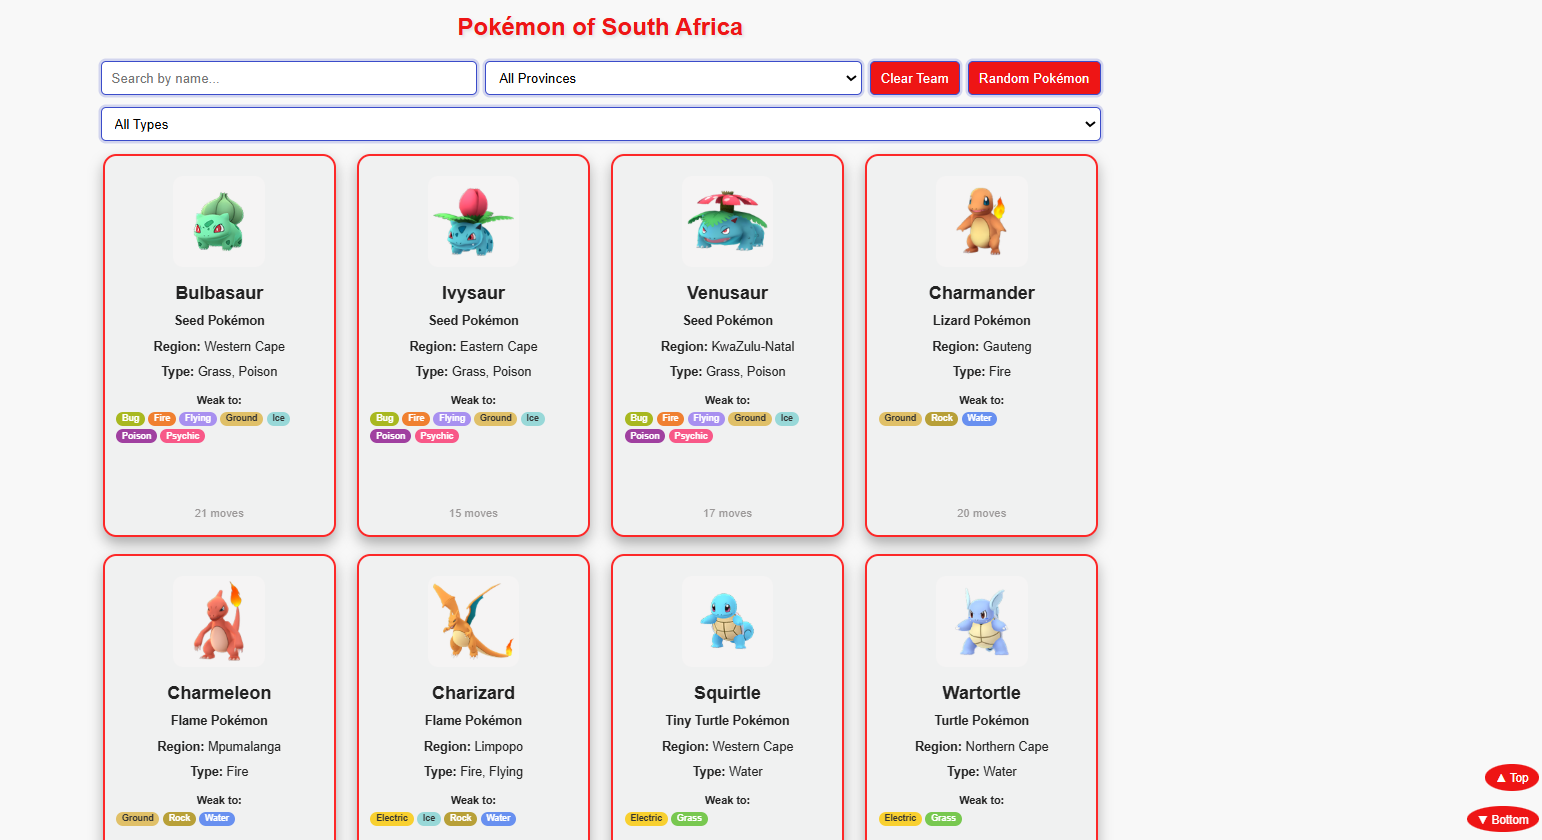 Pokémon of South Africa
Search by name...
All Provinces
Clear Team
Random Pokémon
All Types
Bulbasaur
Seed Pokémon
Region: Western Cape
Type: Grass, Poison
Weak to:
Bug Fire Flying Ground Ice
Poison Psychic
21 moves
Ivysaur
Seed Pokémon
Region: Eastern Cape
Type: Grass, Poison
Weak to:
Bug Fire Flying Ground Ice
Poison Psychic
15 moves
Venusaur
Seed Pokémon
Region: KwaZulu-Natal
Type: Grass, Poison
Weak to:
Bug Fire Flying Ground Ice
Poison Psychic
17 moves
Charmander
Lizard Pokémon
Region: Gauteng
Type: Fire
Weak to:
Ground Rock Water
20 moves
Charmeleon
Flame Pokémon
Region: Mpumalanga
Type: Fire
Weak to:
Ground Rock Water
Charizard
Flame Pokémon
Region: Limpopo
Type: Fire, Flying
Weak to:
Electric Ice Rock Water
Squirtle
Tiny Turtle Pokémon
Region: Western Cape
Type: Water
Weak to:
Electric Grass
Wartortle
Turtle Pokémon
Region: Northern Cape
Type: Water
Weak to:
Electric Grass
▲ Top
▼ Bottom